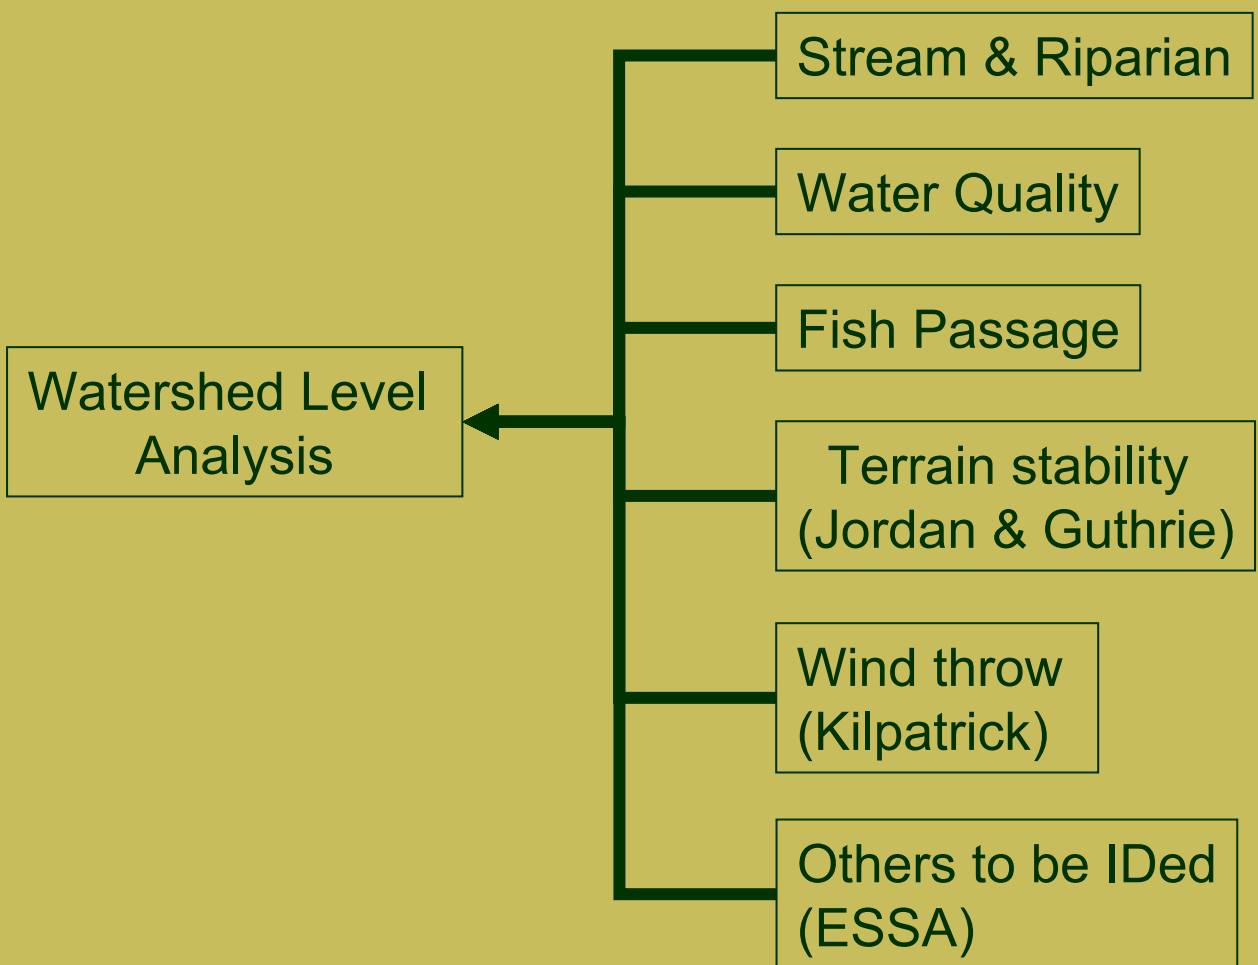 Stream & Riparian
Water Quality
Fish Passage
Watershed Level
Analysis
Terrain stability
(Jordan & Guthrie)
Wind throw
(Kilpatrick)
Others to be IDed
(ESSA)